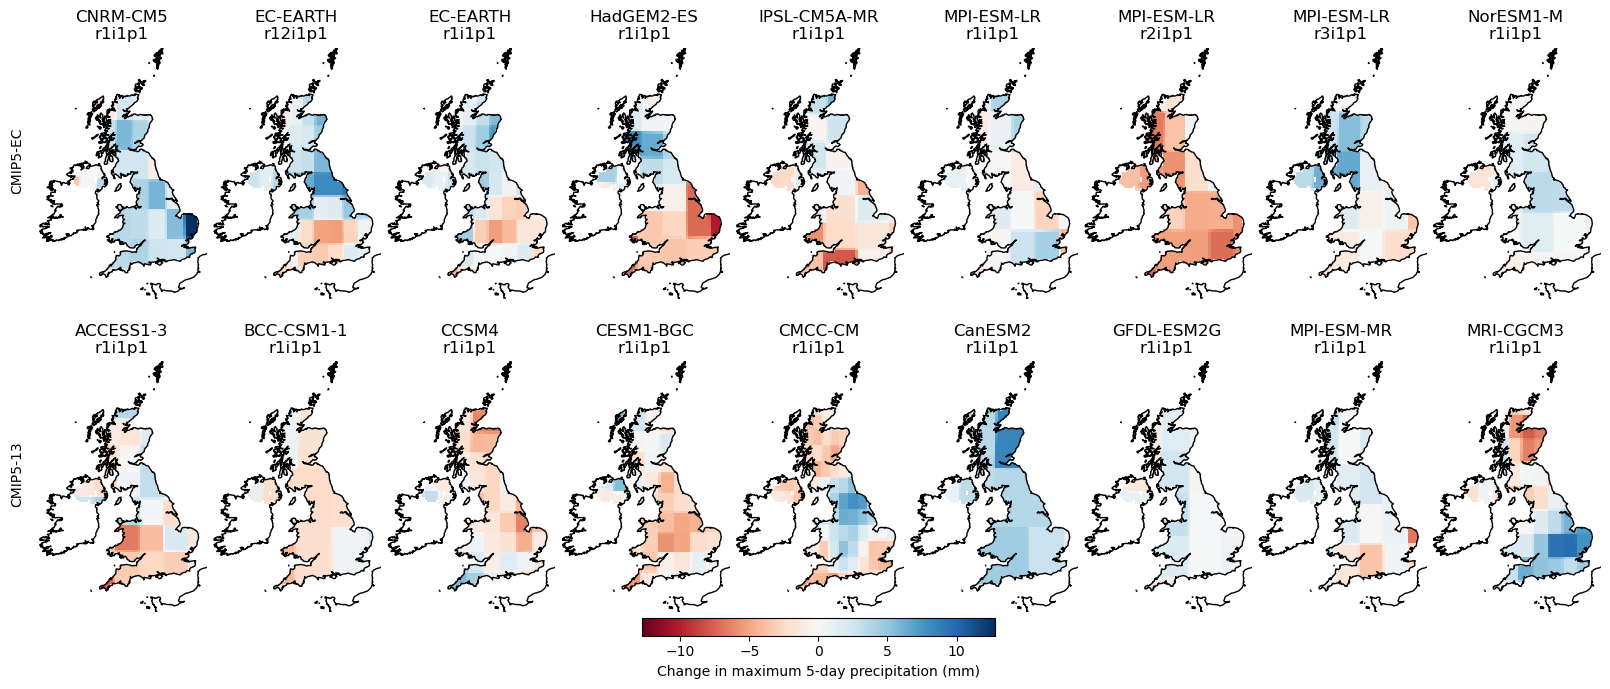 CNRM-CM5
r1i1p1
EC-EARTH
r12i1p1
EC-EARTH
r1i1p1
HadGEM2-ES
r1i1p1
IPSL-CM5A-MR
r1i1p1
MPI-ESM-LR
r1i1p1
MPI-ESM-LR
r2i1p1
MPI-ESM-LR
r3i1p1
NorESM1-M
r1i1p1
CMIP5-EC
ACCESS1-3
r1i1p1
BCC-CSM1-1
r1i1p1
CCSM4
r1i1p1
CESM1-BGC
r1i1p1
CMCC-CM
r1i1p1
CanESM2
r1i1p1
GFDL-ESM2G
r1i1p1
MPI-ESM-MR
r1i1p1
MRI-CGCM3
r1i1p1
CMIP5-13
−10 −5 0 5 10
Change in maximum 5-day precipitation (mm)